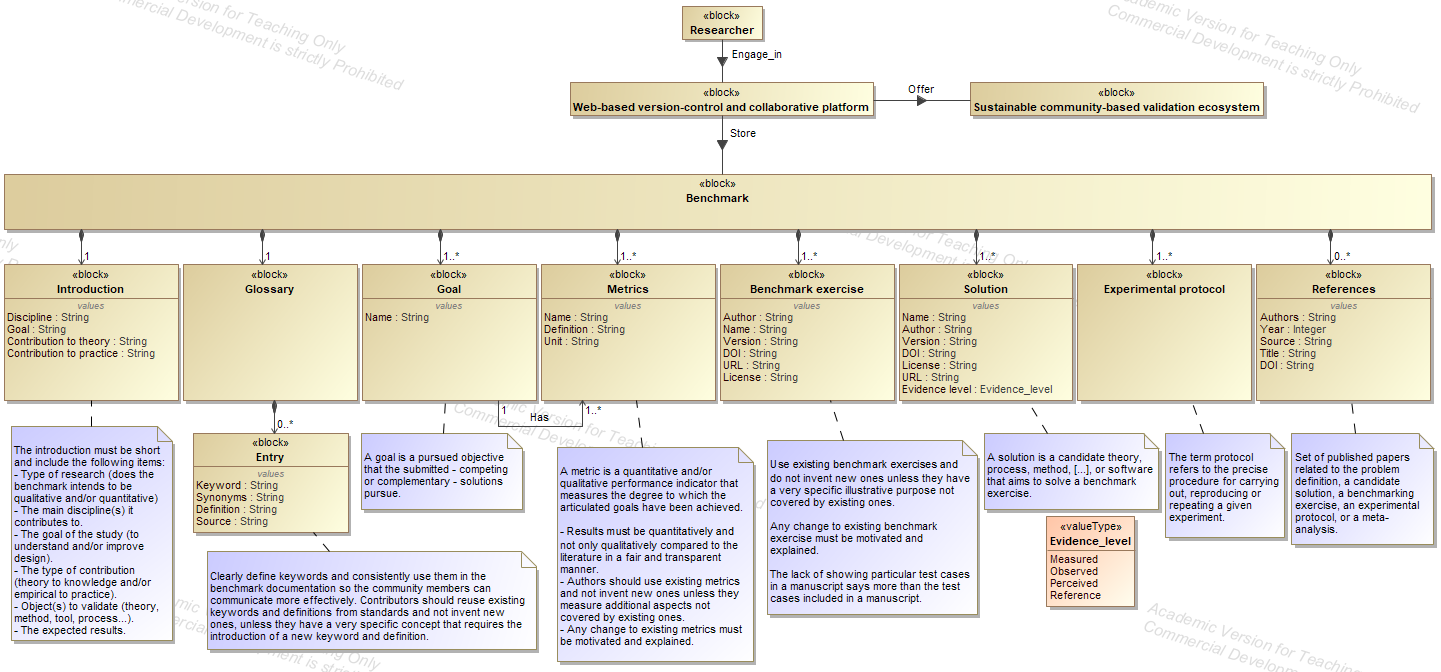 Academic Version for Teaching Only
Commercial Development is strictly Prohibited
«block»
Researcher
Engage_in
«block»
Web-based version-control and collaborative platform
Offer
«block»
Sustainable community-based validation ecosystem
Store
«block»
Benchmark
1
1
1..*
1..*
1..*
1..*
1..*
0..*
«block»
Introduction
values
Discipline : String
Goal : String
Contribution to theory : String
Contribution to practice : String
«block»
Glossary
«block»
Goal
values
Name : String
«block»
Metrics
values
Name : String
Definition : String
Unit : String
«block»
Benchmark exercise
values
Author : String
Name : String
Version : String
DOI : String
URL : String
License : String
«block»
Solution
values
Name : String
Author : String
Version : String
DOI : String
License : String
URL : String
Evidence level : Evidence_level
«block»
Experimental protocol
«block»
References
values
Authors : String
Year : Integer
Source : String
Title : String
DOI : String
1
Has
1..*
0..*
«block»
Entry
values
Keyword : String
Synonyms : String
Definition : String
Source : String
The introduction must be short
and include the following items:
- Type of research (does the
benchmark intends to be
qualitative and/or quantitative)
- The main discipline(s) it
contributes to.
- The goal of the study (to
understand and/or improve
design).
- The type of contribution
(theory to knowledge and/or
empirical to practice).
- Object(s) to validate (theory,
method, tool, process...).
- The expected results.
Clearly define keywords and consistently use them in the
benchmark documentation so the community members can
communicate more effectively. Contributors should reuse existing
keywords and definitions from standards and not invent new
ones, unless they have a very specific concept that requires the
introduction of a new keyword and definition.
A goal is a pursued objective
that the submitted - competing
or complementary - solutions
pursue.
A metric is a quantitative and/or
qualitative performance indicator that
measures the degree to which the
articulated goals have been achieved.
- Results must be quantitatively and
not only qualitatively compared to the
literature in a fair and transparent
manner.
- Authors should use existing metrics
and not invent new ones unless they
measure additional aspects not
covered by existing ones.
- Any change to existing metrics must
be motivated and explained.
Use existing benchmark exercises and
do not invent new ones unless they have
a very specific illustrative purpose not
covered by existing ones.
Any change to existing benchmark
exercise must be motivated and
explained.
The lack of showing particular test cases
in a manuscript says more than the test
cases included in a manuscript.
A solution is a candidate theory,
process, method, [...], or software
that aims to solve a benchmark
exercise.
«valueType»
Evidence_level
Measured
Observed
Perceived
Reference
The term protocol
refers to the precise
procedure for carrying
out, reproducing or
repeating a given
experiment.
Set of published papers
related to the problem
definition, a candidate
solution, a benchmarking
exercise, an experimental
protocol, or a meta-
analysis.